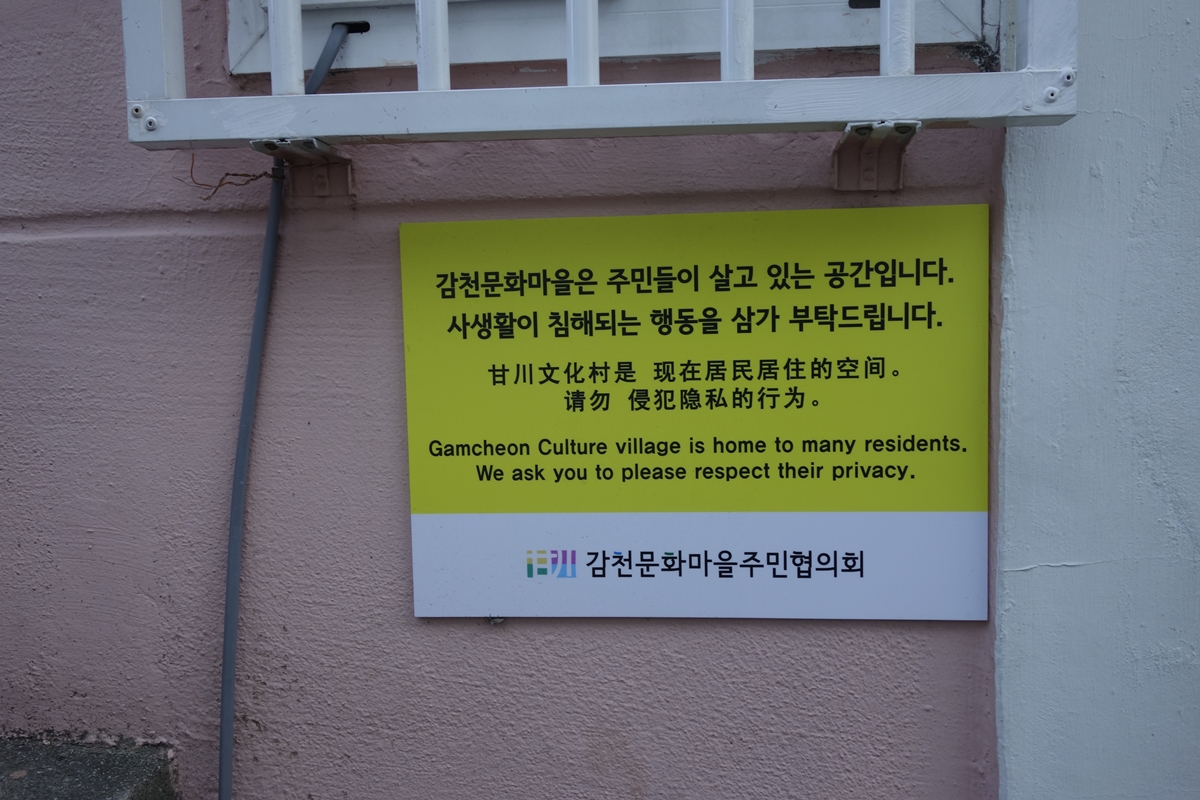 감천문화마을은 주민들이 살고 있는 공간입니다.
사생활이 침해되는 행동을 삼가 부탁드립니다.
甘川文化村是 现在居民居住的空间。
请勿 侵犯隐私的行为。
Gamcheon Culture village is home to many residents.
We ask you to please respect their privacy.
감천문화마을주민협의회